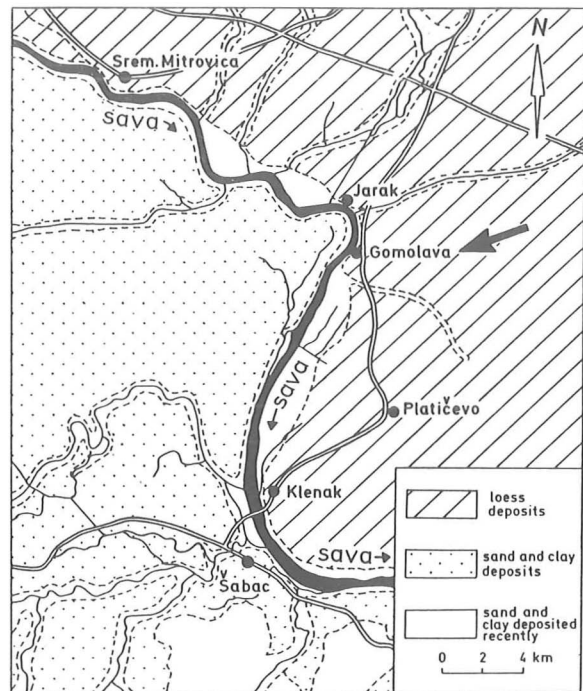 N
Srem. Mitrovica
sava→
Jarak
Gomolava
←sava
Platičevo
Klenak
sava→
Šabac
loess
deposits
sand and clay
deposits
sand and
clay deposited
recently
0 2 4 km